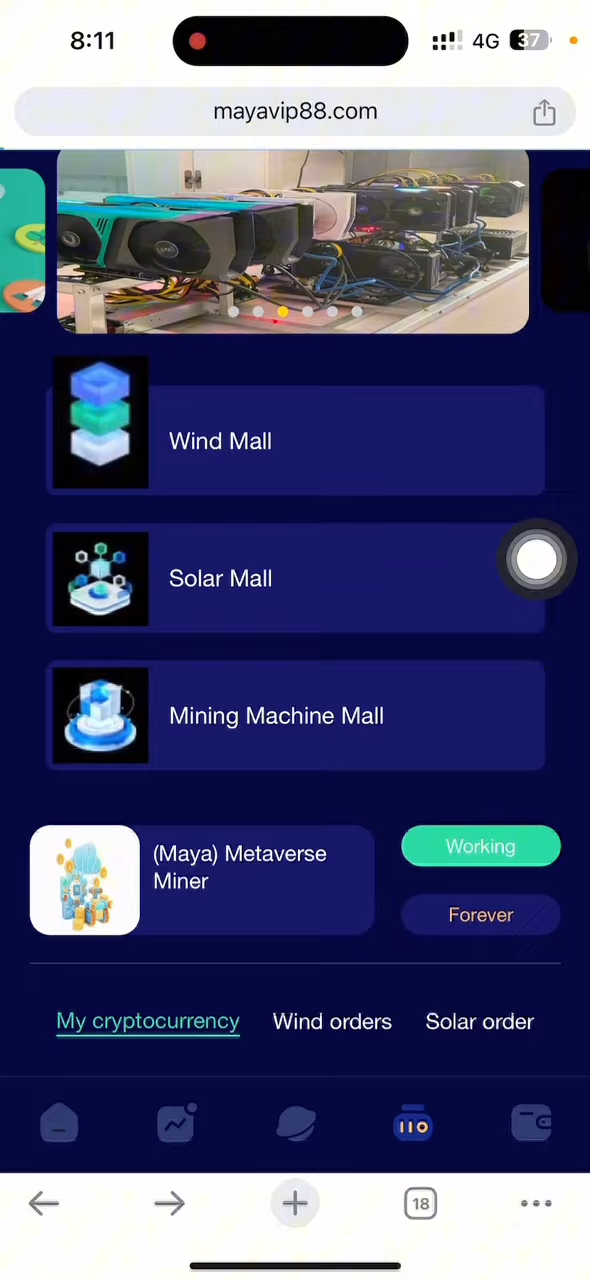 8:11
4G
37
mayavip88.com
Wind Mall
Solar Mall
Mining Machine Mall
(Maya) Metaverse
Miner
Working
Forever
My cryptocurrency
Wind orders
Solar order
18